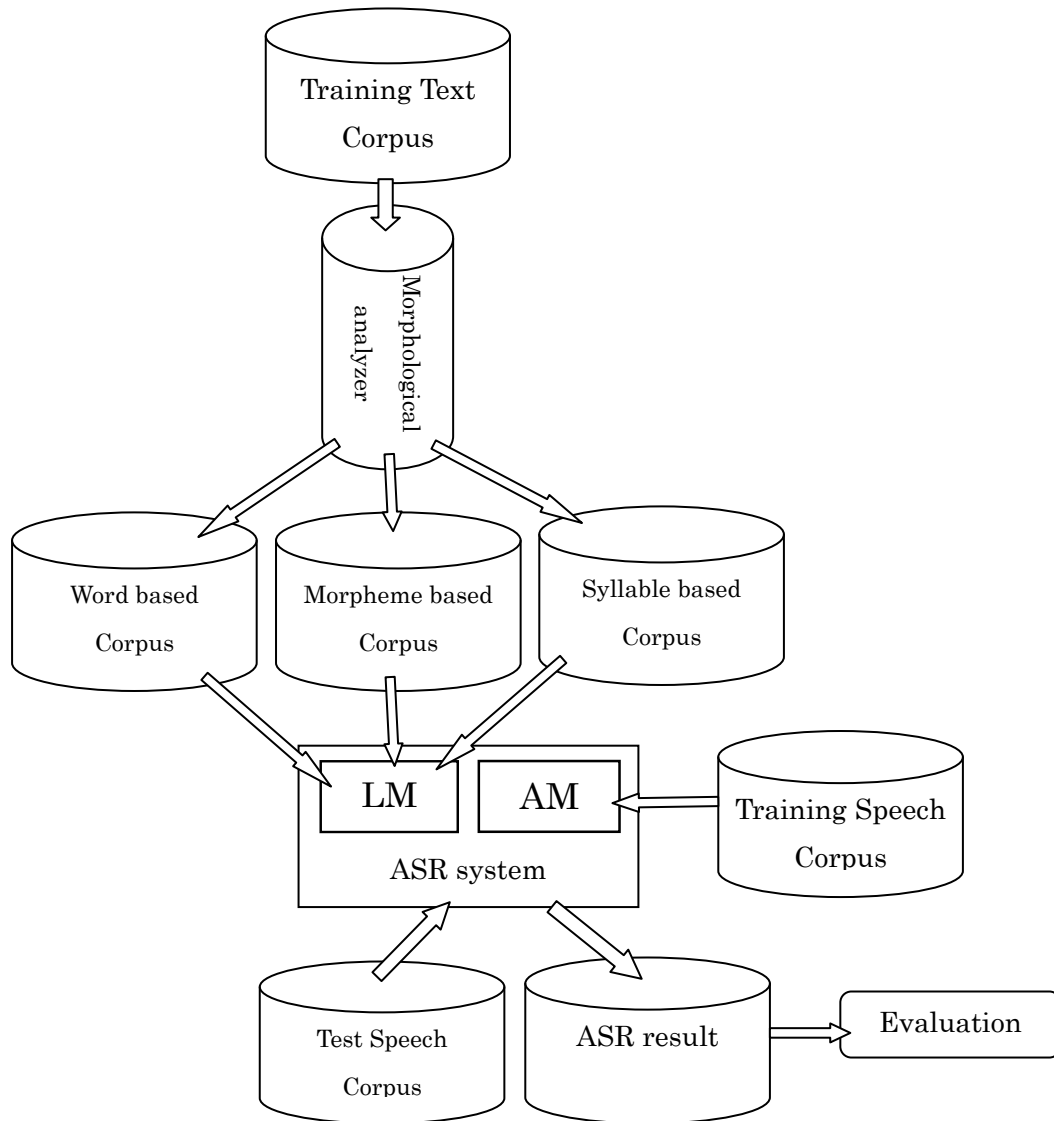 Training Text
Corpus
Morphological
analyzer
Word based
Corpus
Morpheme based
Corpus
Syllable based
Corpus
LM
AM
ASR system
Training Speech
Corpus
Test Speech
Corpus
ASR result
Evaluation